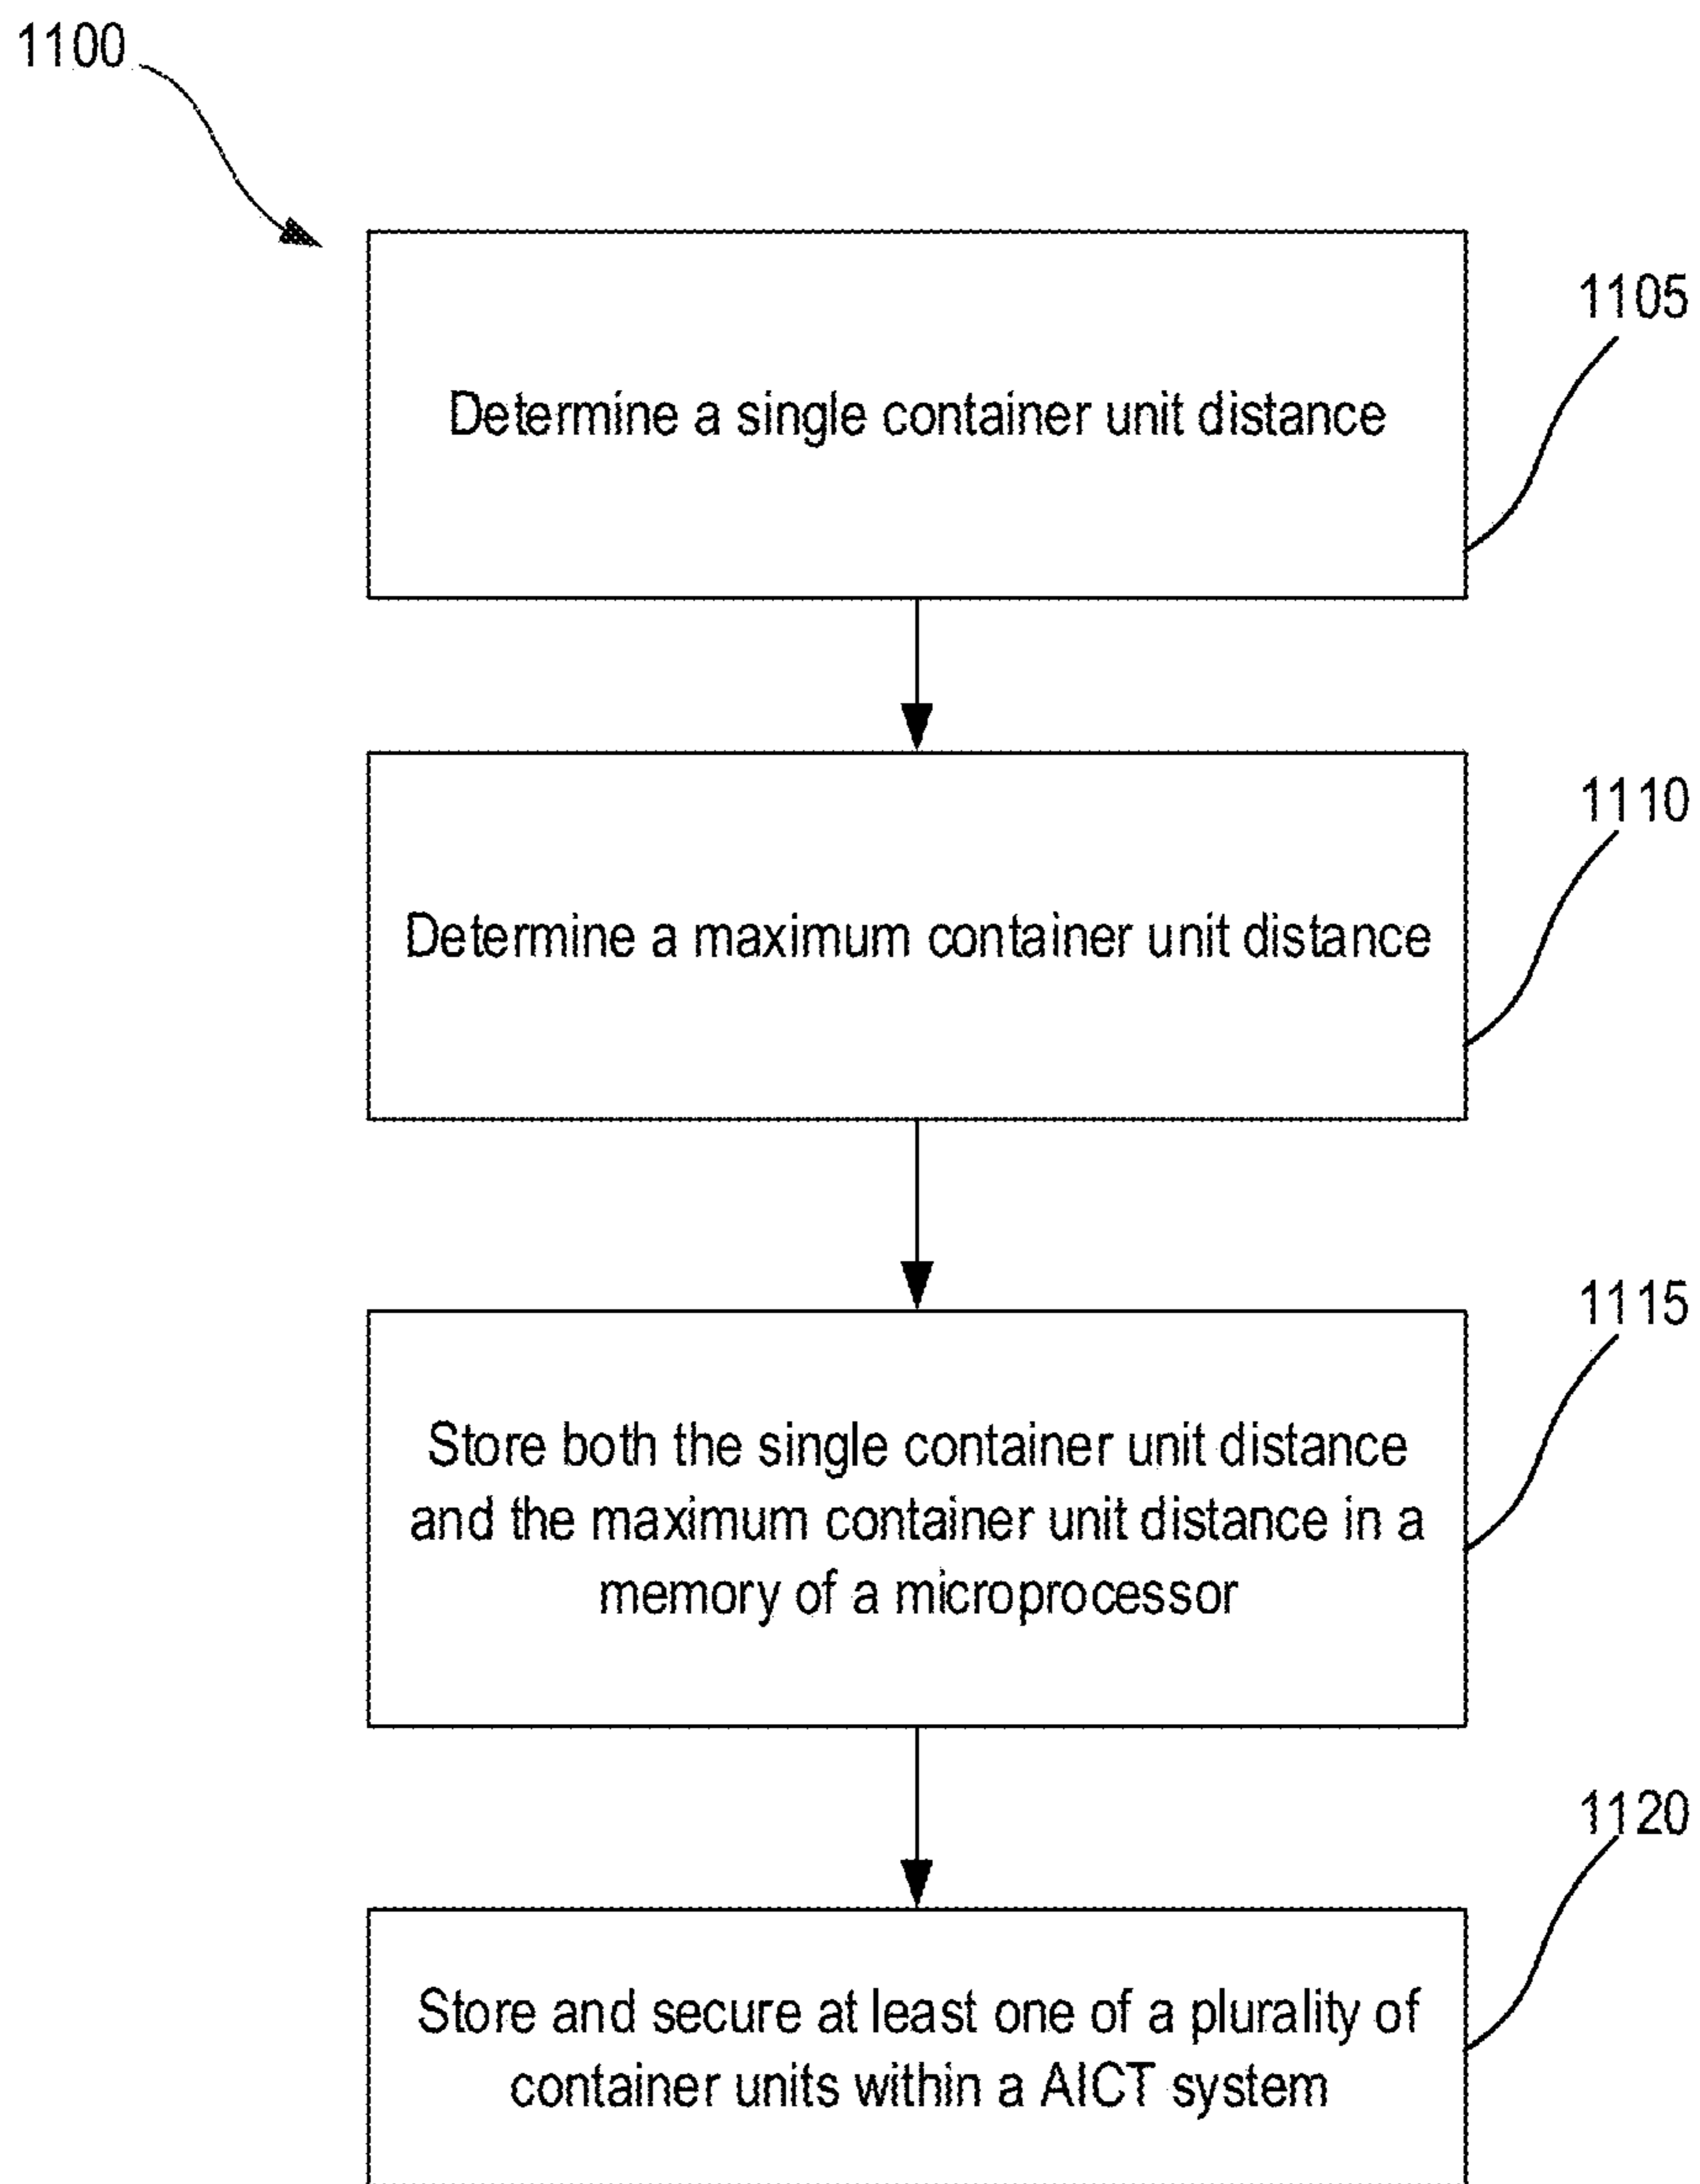 1100
1105
Determine a single container unit distance
1110
Determine a maximum container unit distance
1115
Store both the single container unit distance
and the maximum container unit distance in a
memory of a microprocessor
1120
Store and secure at least one of a plurality of
container units within a AICT system